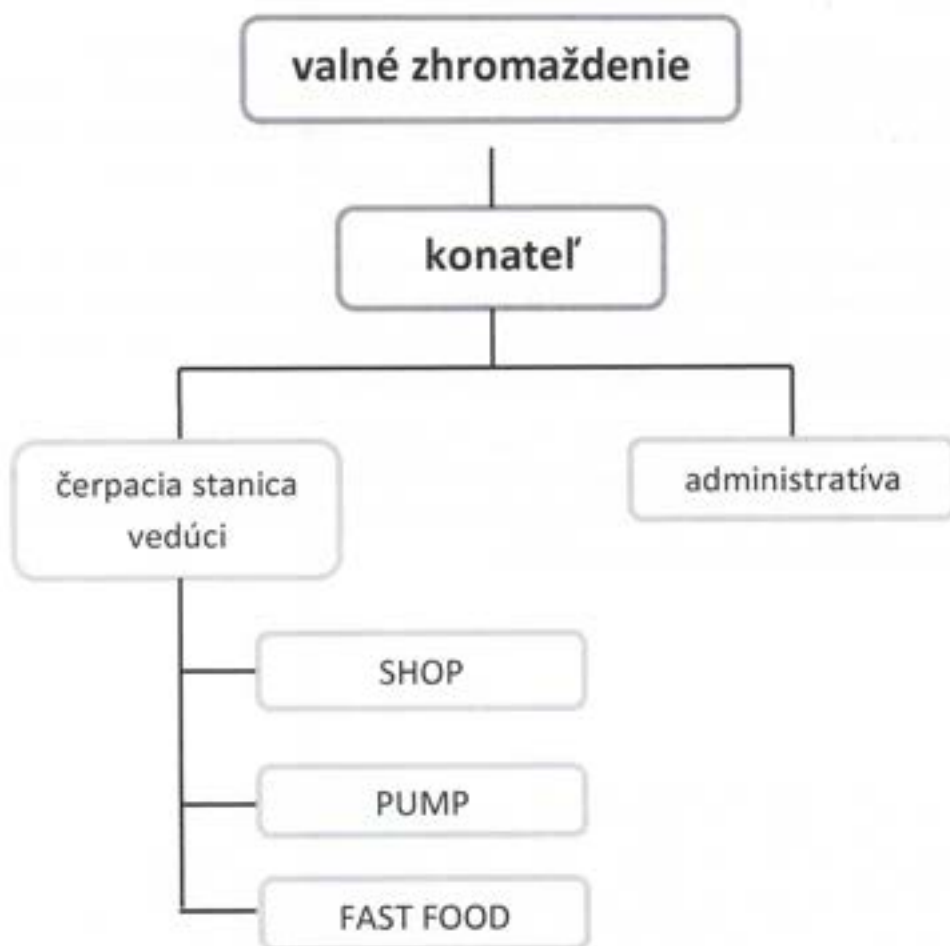 valné zhromaždenie
konateľ
čerpacia stanica
vedúci
administratíva
SHOP
PUMP
FAST FOOD